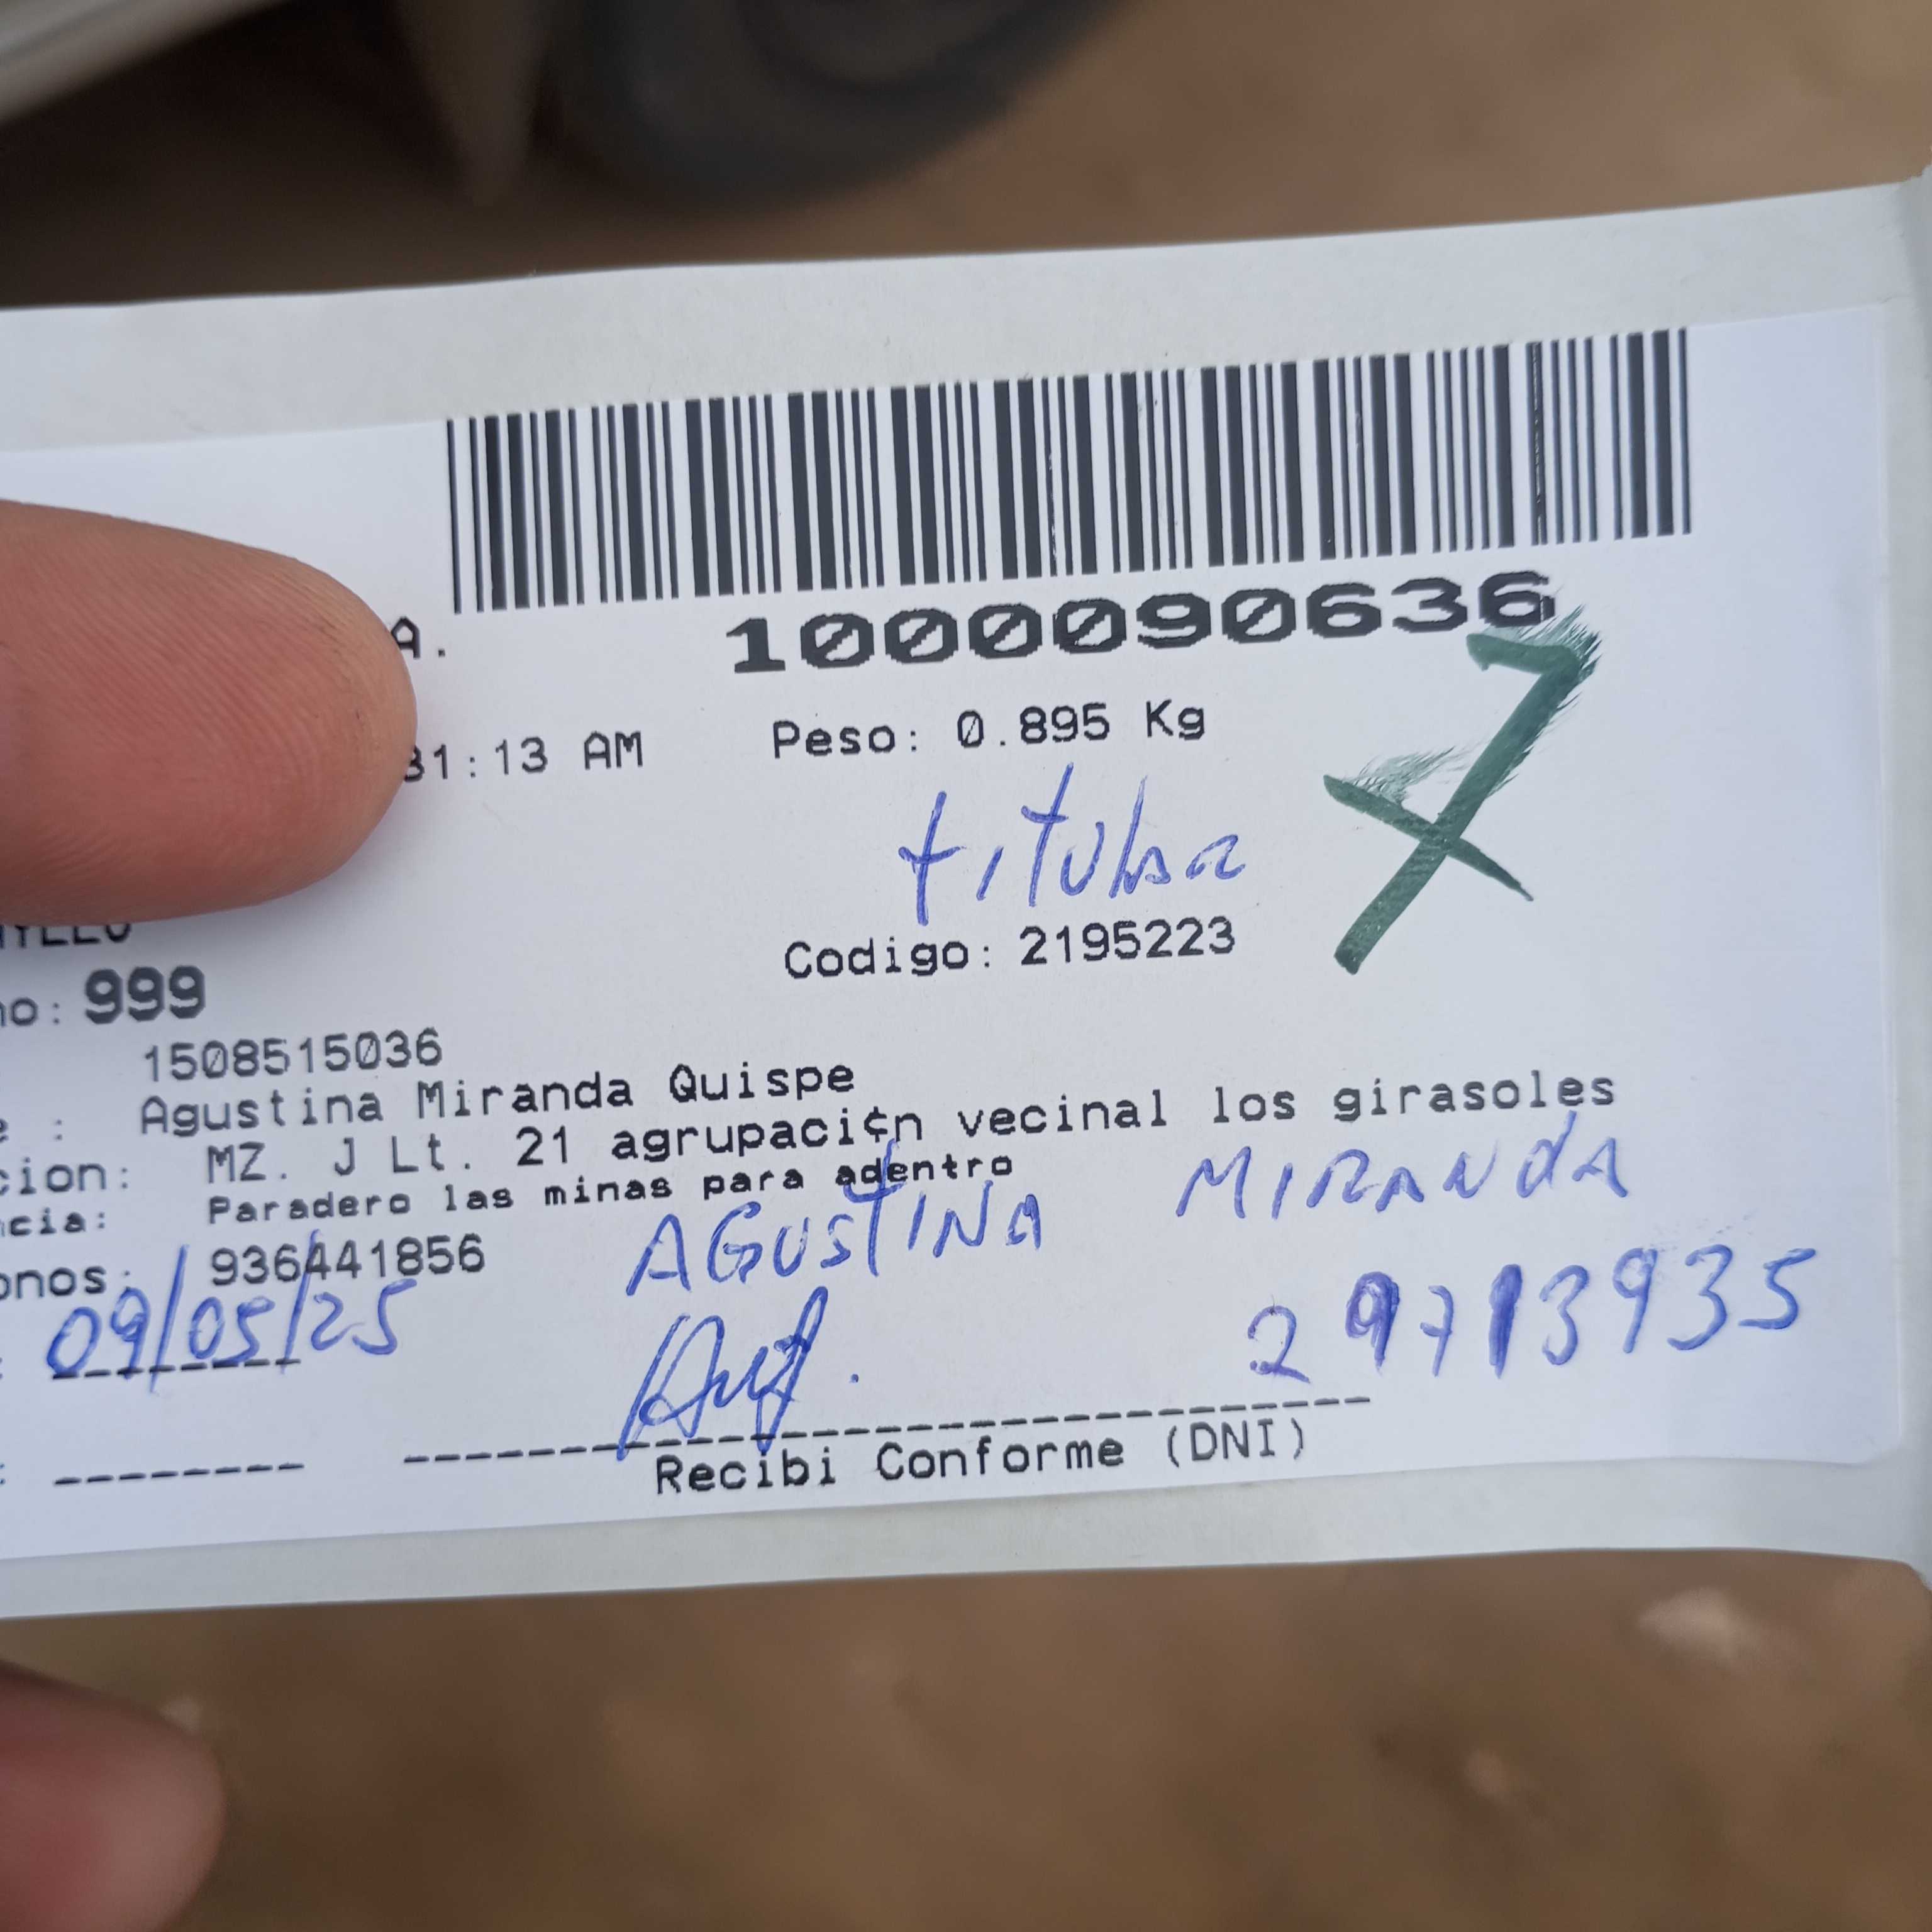 A.
1000090636
31:13 AM Peso: 0.895 Kg
7
titular
Codigo: 2195223
no: 999
1508515036
e : Agustina Miranda Quispe
cion: MZ. J Lt. 21 agrupaci¢n vecinal los girasoles
ncia: Paradero las minas para adentro
onos: 936441856
AGUSTINA MIRANDA
: 09/05/25
29713935
Recibi Conforme (DNI)